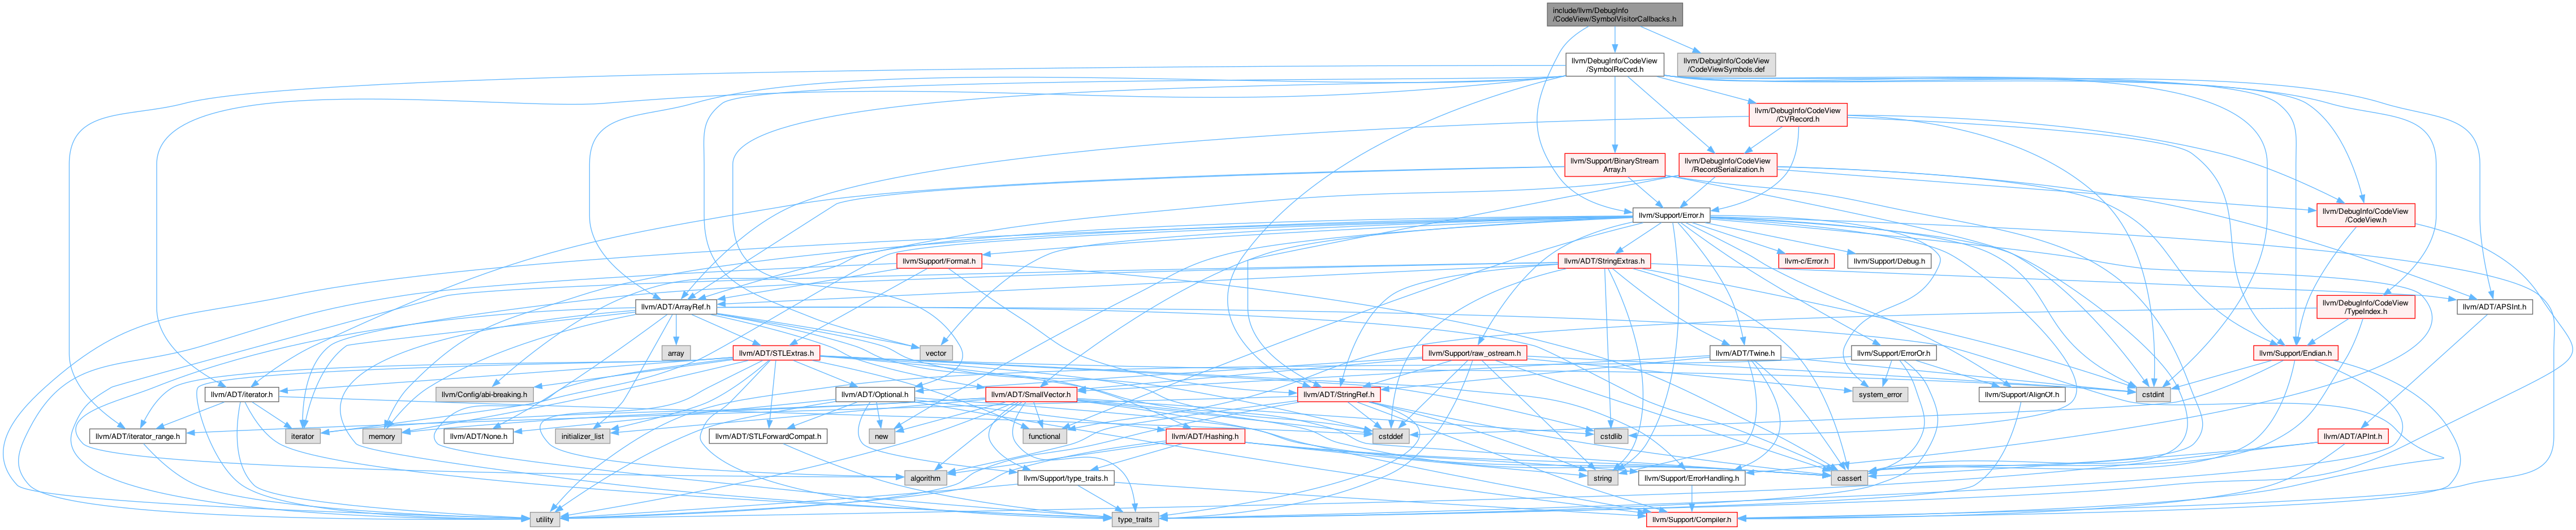 include/llvm/DebugInfo
/CodeView/SymbolVisitorCallbacks.h
llvm/DebugInfo/CodeView
/SymbolRecord.h
llvm/DebugInfo/CodeView
/CodeViewSymbols.def
llvm/DebugInfo/CodeView
/CVRecord.h
llvm/Support/BinaryStream
Array.h
llvm/DebugInfo/CodeView
/RecordSerialization.h
llvm/Support/Error.h
llvm/DebugInfo/CodeView
/CodeView.h
llvm/Support/Format.h
llvm/ADT/StringExtras.h
llvm-c/Error.h
llvm/Support/Debug.h
llvm/ADT/ArrayRef.h
llvm/DebugInfo/CodeView
/TypeIndex.h
llvm/ADT/APSInt.h
array
llvm/ADT/STLExtras.h
vector
llvm/Support/raw_ostream.h
llvm/ADT/Twine.h
llvm/Support/ErrorOr.h
llvm/Support/Endian.h
llvm/ADT/iterator.h
llvm/Config/abi-breaking.h
llvm/ADT/Optional.h
llvm/ADT/SmallVector.h
llvm/ADT/StringRef.h
system_error
llvm/Support/AlignOf.h
cstdint
llvm/ADT/iterator_range.h
iterator
memory
llvm/ADT/None.h
initializer_list
llvm/ADT/STLForwardCompat.h
new
functional
llvm/ADT/Hashing.h
cstddef
cstdlib
llvm/ADT/APInt.h
algorithm
llvm/Support/type_traits.h
string
llvm/Support/ErrorHandling.h
cassert
utility
type_traits
llvm/Support/Compiler.h